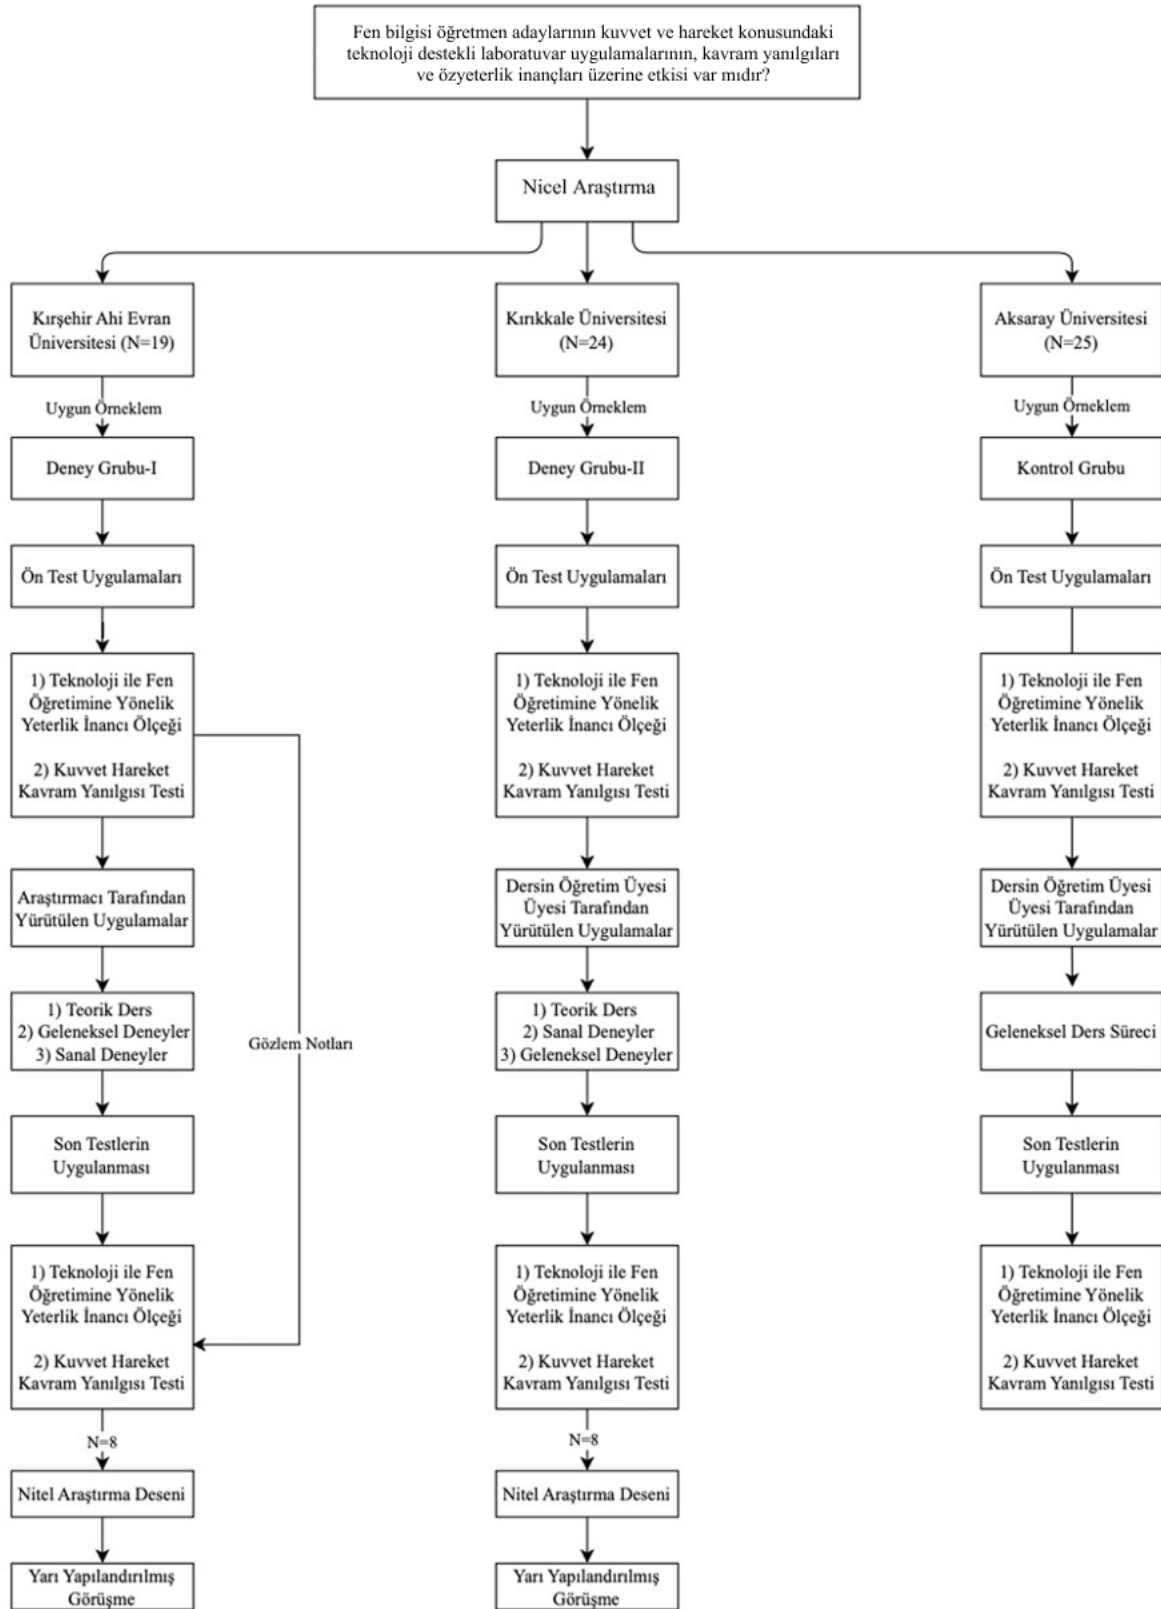 Fen bilgisi öğretmen adaylarının kuvvet ve hareket konusundaki
teknoloji destekli laboratuvar uygulamalarının, kavram yanılgıları
ve özyeterlik inançları üzerine etkisi var mıdır?
Nicel Araştırma
Kırşehir Ahi Evran
Üniversitesi (N=19)
Uygun Örneklem
Deney Grubu-I
Ön Test Uygulamaları
1) Teknoloji ile Fen
Öğretimine Yönelik
Yeterlik İnancı Ölçeği
2) Kuvvet Hareket
Kavram Yanılgısı Testi
Araştırmacı Tarafından
Yürütülen Uygulamalar
1) Teorik Ders
2) Geleneksel Deneyler
3) Sanal Deneyler
Gözlem Notları
Son Testlerin
Uygulanması
1) Teknoloji ile Fen
Öğretimine Yönelik
Yeterlik İnancı Ölçeği
2) Kuvvet Hareket
Kavram Yanılgısı Testi
N=8
Nitel Araştırma Deseni
Yarı Yapılandırılmış
Görüşme
Kırıkkale Üniversitesi
(N=24)
Uygun Örneklem
Deney Grubu-II
Ön Test Uygulamaları
1) Teknoloji ile Fen
Öğretimine Yönelik
Yeterlik İnancı Ölçeği
2) Kuvvet Hareket
Kavram Yanılgısı Testi
Dersin Öğretim Üyesi
Üyesi Tarafından
Yürütülen Uygulamalar
1) Teorik Ders
2) Sanal Deneyler
3) Geleneksel Deneyler
Son Testlerin
Uygulanması
1) Teknoloji ile Fen
Öğretimine Yönelik
Yeterlik İnancı Ölçeği
2) Kuvvet Hareket
Kavram Yanılgısı Testi
N=8
Nitel Araştırma Deseni
Yarı Yapılandırılmış
Görüşme
Aksaray Üniversitesi
(N=25)
Uygun Örneklem
Kontrol Grubu
Ön Test Uygulamaları
1) Teknoloji ile Fen
Öğretimine Yönelik
Yeterlik İnancı Ölçeği
2) Kuvvet Hareket
Kavram Yanılgısı Testi
Dersin Öğretim Üyesi
Üyesi Tarafından
Yürütülen Uygulamalar
Geleneksel Ders Süreci
Son Testlerin
Uygulanması
1) Teknoloji ile Fen
Öğretimine Yönelik
Yeterlik İnancı Ölçeği
2) Kuvvet Hareket
Kavram Yanılgısı Testi